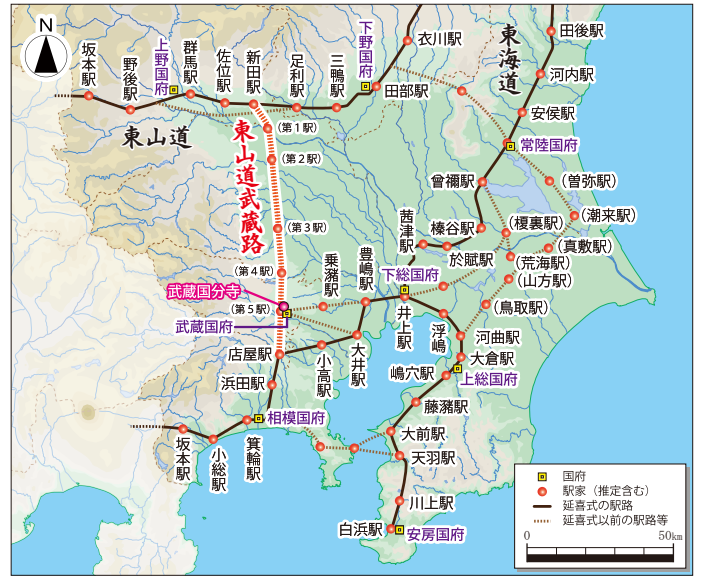 N
坂本駅
野後駅
上野国府
群馬駅
佐位駅
新田駅
足利駅
三鴨駅
下野国府
衣川駅
田部駅
東海道
田後駅
河内駅
安侯駅
常陸国府
東山道
東山道武蔵路
(第1駅)
(第2駅)
(第3駅)
(第4駅)
(第5駅)
曾禰駅
(曽弥駅)
(潮来駅)
(榎裏駅)
(真敷駅)
(荒海駅)
(山方駅)
(鳥取駅)
榛谷駅
於賦駅
茜津駅
下総国府
豊嶋駅
乗潴駅
武蔵国分寺
武蔵国府
井上駅
浮嶋
河曲駅
大倉駅
上総国府
嶋穴駅
藤潴駅
大前駅
天羽駅
川上駅
白浜駅
安房国府
店屋駅
小高駅
大井駅
浜田駅
相模国府
箕輪駅
小総駅
坂本駅
国府
駅家(推定含む)
延喜式の駅路
延喜式以前の駅路等
0
50km